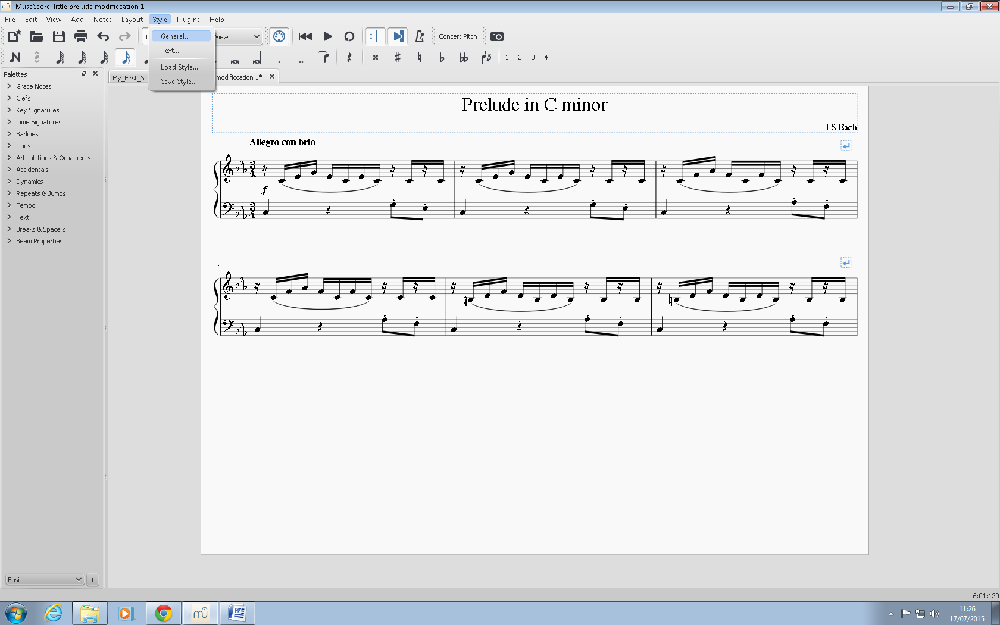 MuseScore: little prelude modificcation 1
File Edit View Add Notes Layout Style Plugins Help
General...
Text...
Load Style...
Save Style...
1
View
Concert Pitch
1 2 3 4
Palettes
My_First_Sc
modificcation 1*
Grace Notes
Clefs
Key Signatures
Time Signatures
Barlines
Lines
Articulations & Ornaments
Accidentals
Dynamics
Repeats & Jumps
Tempo
Text
Breaks & Spacers
Beam Properties
Prelude in C minor
J S Bach
Allegro con brio
f
4
Basic
+
6:01:120
11:26
17/07/2015